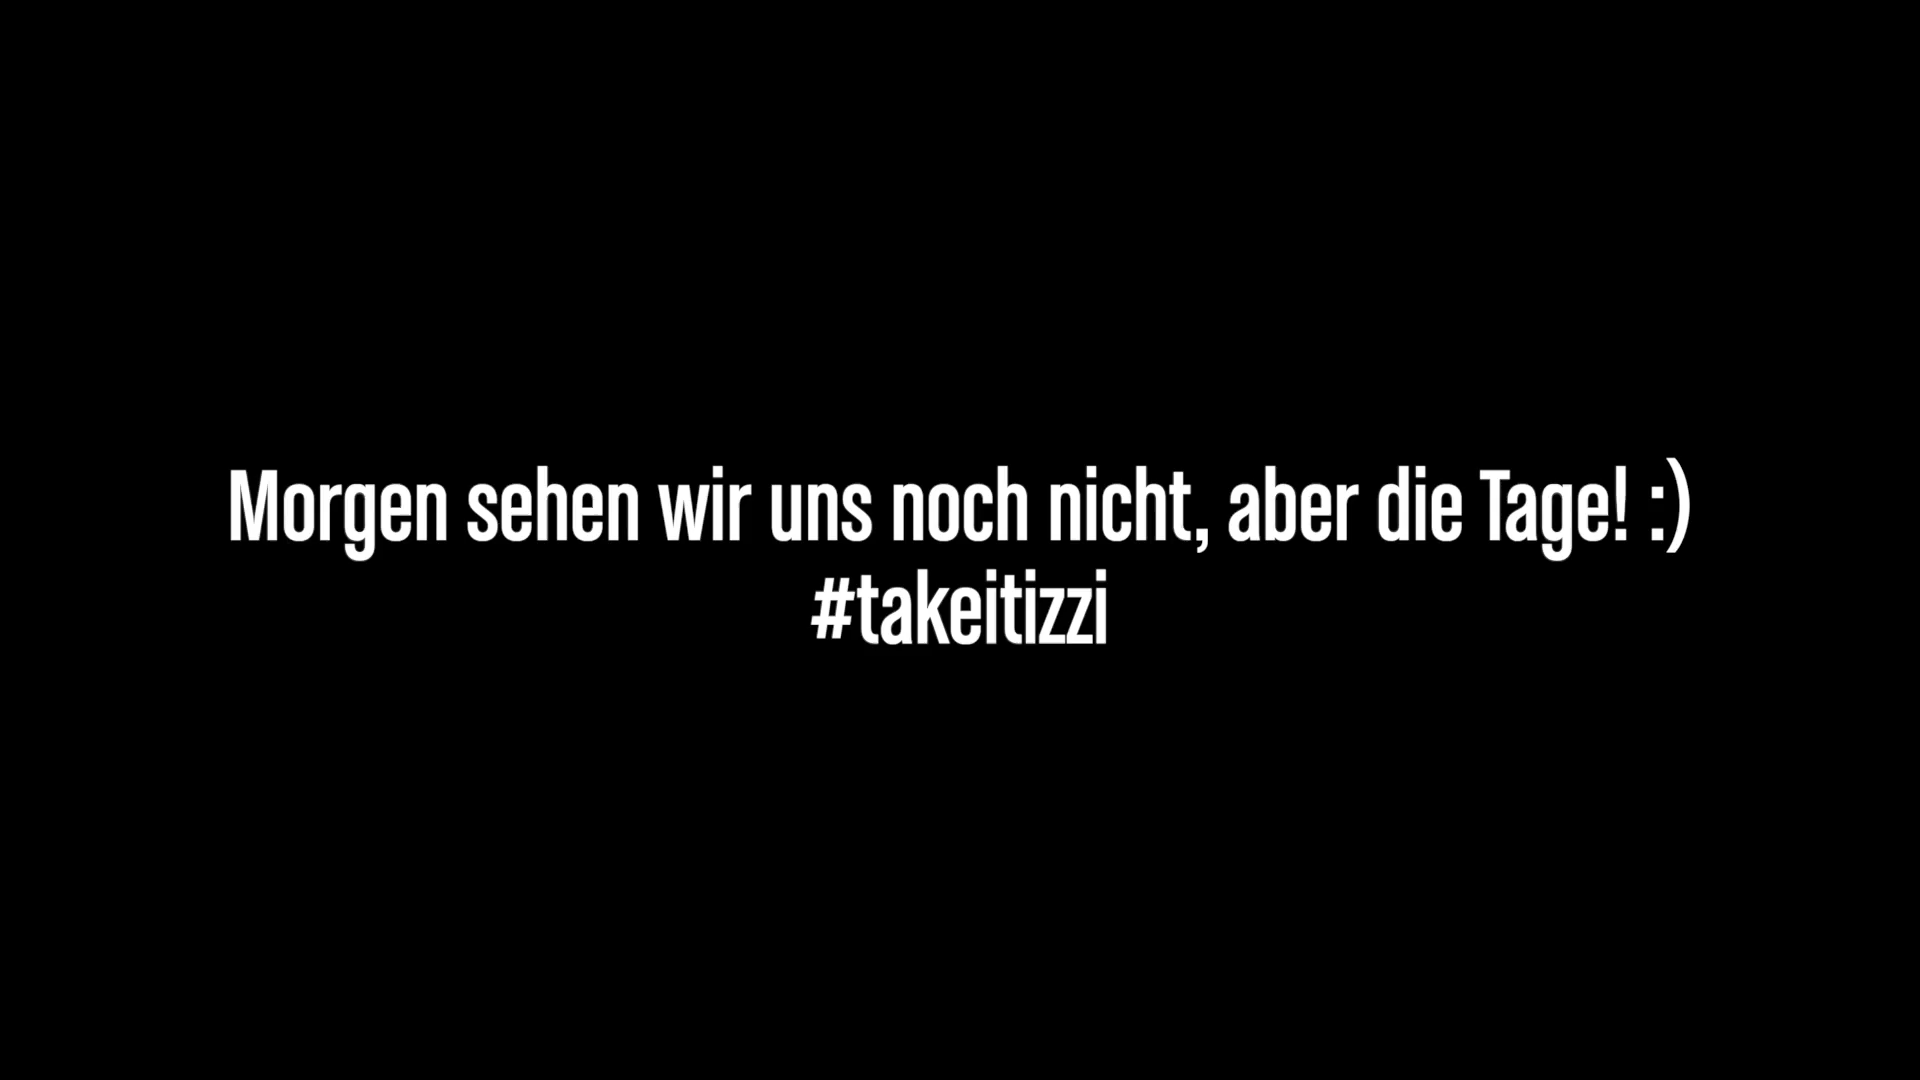 Morgen sehen wir uns noch nicht, aber die Tage! :)
#takeitizzi